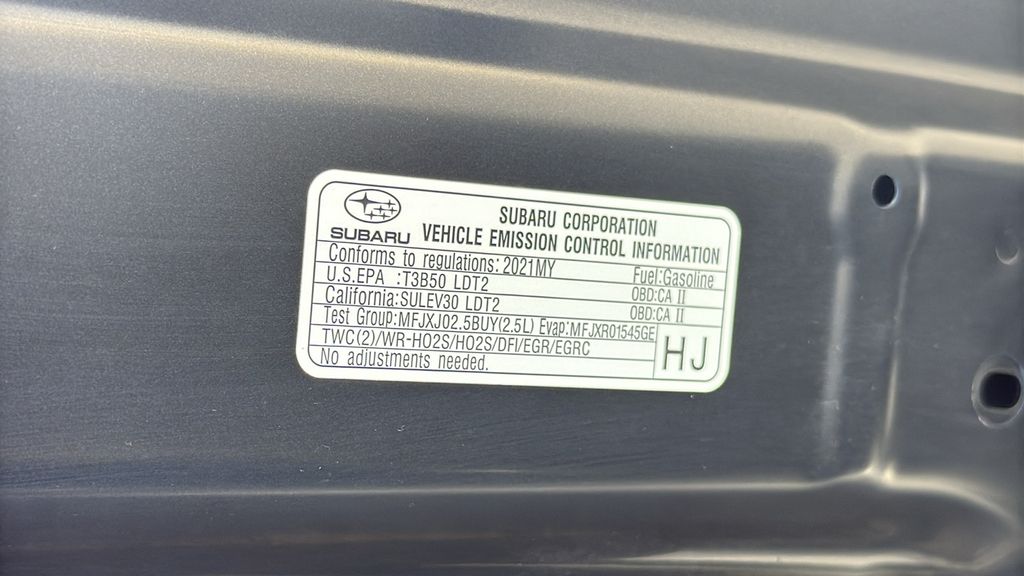 SUBARU
SUBARU CORPORATION
VEHICLE EMISSION CONTROL INFORMATION
Conforms to regulations: 2021MY Fuel:Gasoline
U.S.EPA :T3B50 LDT2 OBD:CA II
California:SULEV30 LDT2 OBD:CA II
Test Group:MFJXJ02.5BUY(2.5L) Evap:MFJXR01545GE
TWC(2)/WR-HO2S/HO2S/DFI/EGR/EGRC
No adjustments needed.
HJ